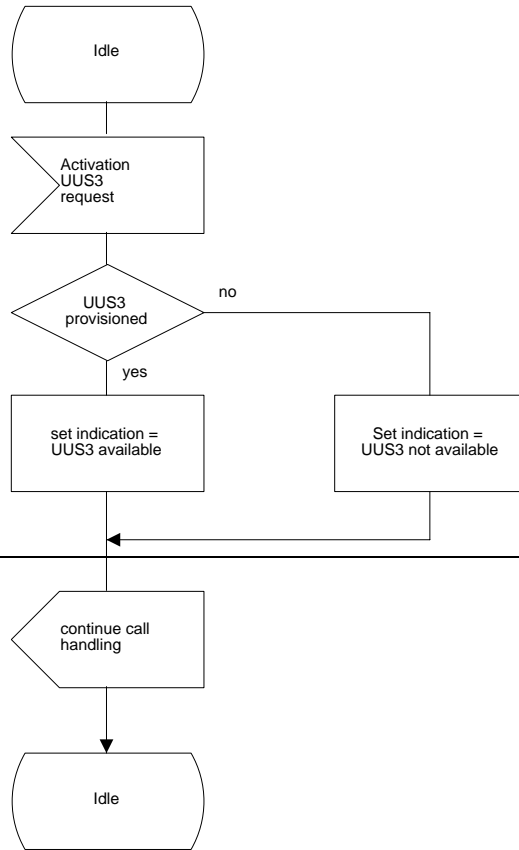 Idle
Activation
UUS3
request
UUS3
provisioned
no
yes
set indication =
UUS3 available
Set indication =
UUS3 not available
continue call
handling
Idle